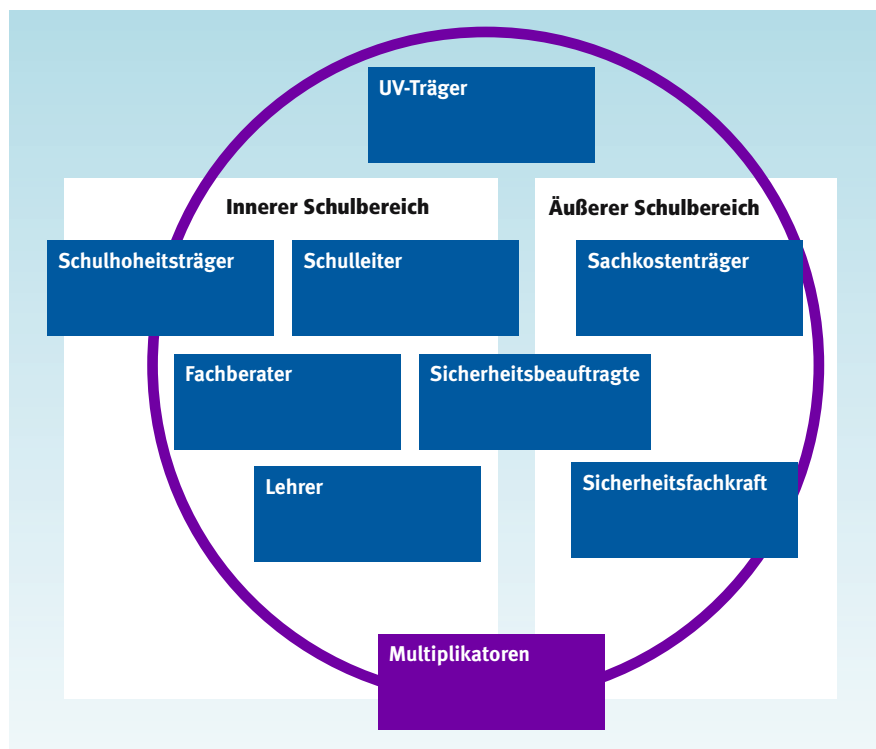 UV-Träger
Innerer Schulbereich
Äußerer Schulbereich
Schulhoheitsträger
Schulleiter
Sachkostenträger
Fachberater
Sicherheitsbeauftragte
Lehrer
Sicherheitsfachkraft
Multiplikatoren